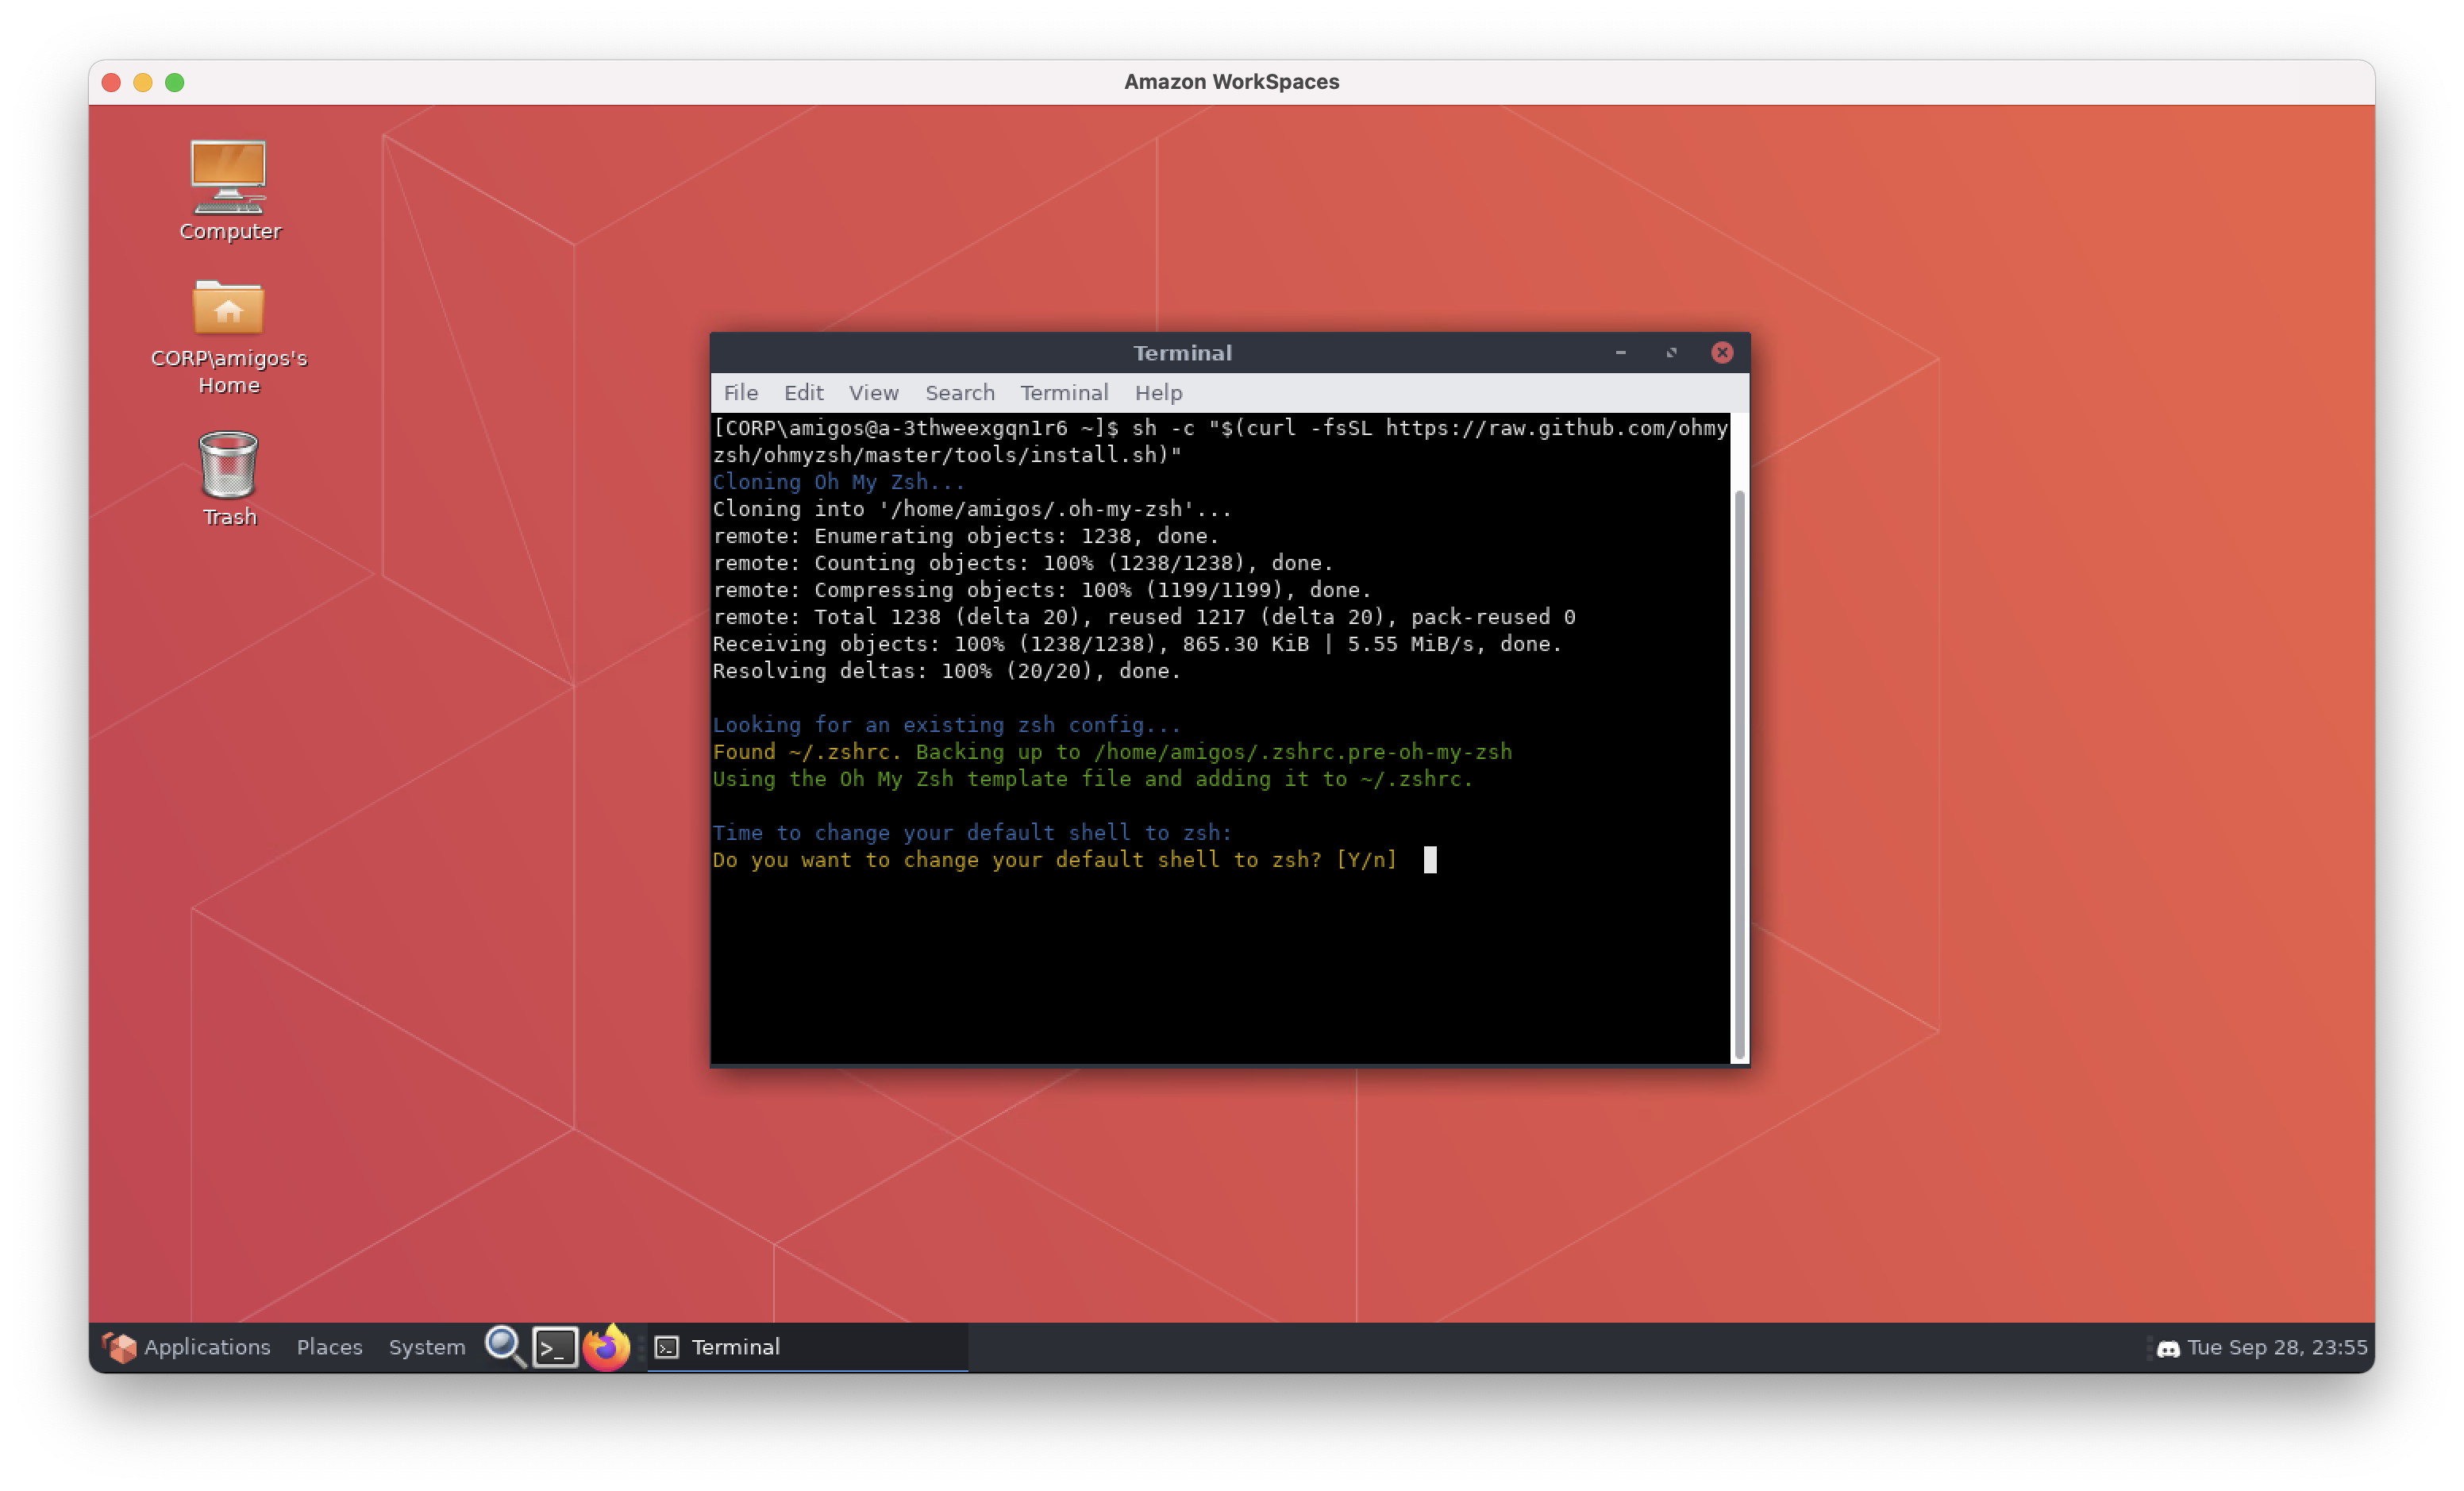 Amazon WorkSpaces
Computer
CORP\amigos's
Home
Trash
Terminal
File Edit View Search Terminal Help
[CORP\amigos@a-3thweexgqn1r6 ~]$ sh -c "$(curl -fsSL https://raw.github.com/ohmy
zsh/ohmyzsh/master/tools/install.sh)"
Cloning Oh My Zsh...
Cloning into '/home/amigos/.oh-my-zsh'...
remote: Enumerating objects: 1238, done.
remote: Counting objects: 100% (1238/1238), done.
remote: Compressing objects: 100% (1199/1199), done.
remote: Total 1238 (delta 20), reused 1217 (delta 20), pack-reused 0
Receiving objects: 100% (1238/1238), 865.30 KiB | 5.55 MiB/s, done.
Resolving deltas: 100% (20/20), done.
Looking for an existing zsh config...
Found ~/.zshrc. Backing up to /home/amigos/.zshrc.pre-oh-my-zsh
Using the Oh My Zsh template file and adding it to ~/.zshrc.
Time to change your default shell to zsh:
Do you want to change your default shell to zsh? [Y/n]
Applications Places System Terminal Tue Sep 28, 23:55